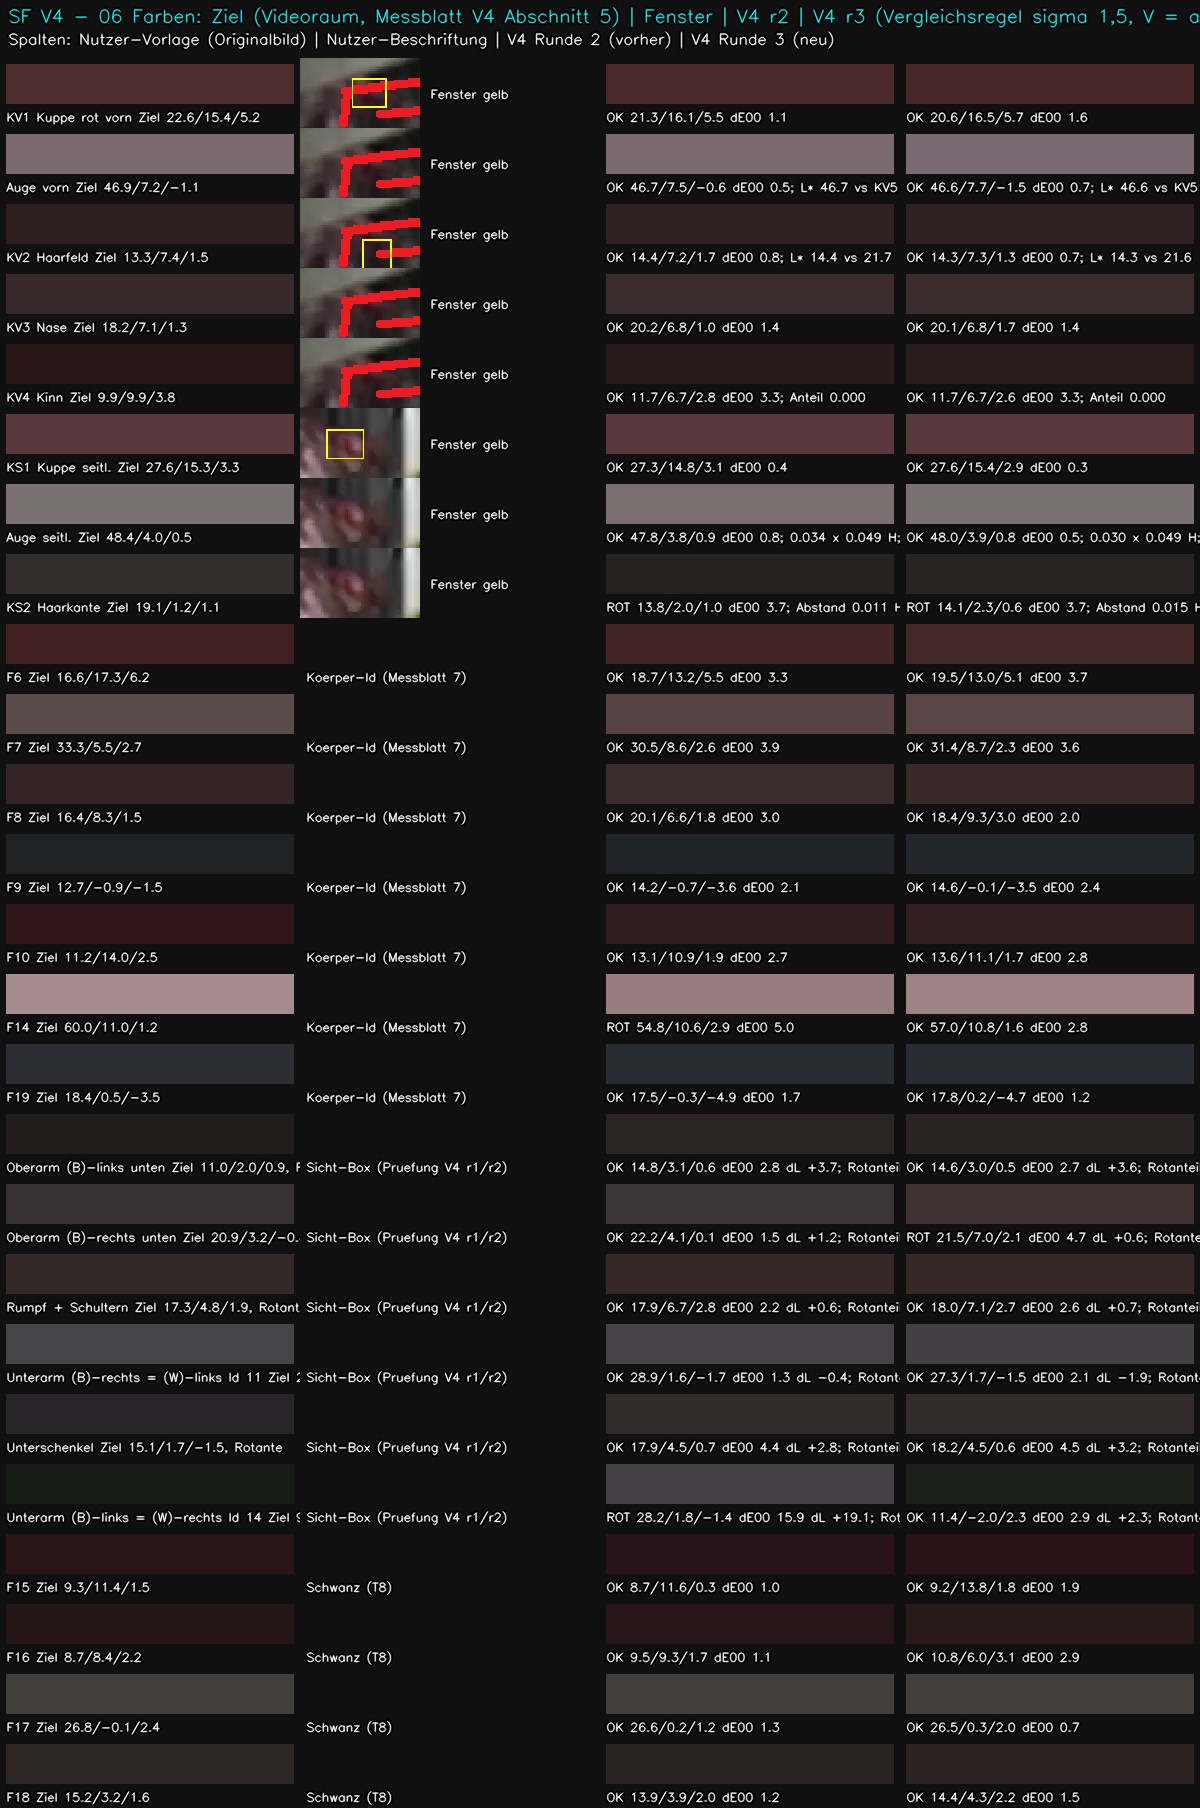 SF V4 – 06 Farben: Ziel (Videoraum, Messblatt V4 Abschnitt 5) | Fenster | V4 r2 | V4 r3 (Vergleichsregel sigma 1,5, V = a
Spalten: Nutzer-Vorlage (Originalbild) | Nutzer-Beschriftung | V4 Runde 2 (vorher) | V4 Runde 3 (neu)
Fenster gelb
KV1 Kuppe rot vorn Ziel 22.6/15.4/5.2 OK 21.3/16.1/5.5 dE00 1.1 OK 20.6/16.5/5.7 dE00 1.6
Fenster gelb
Auge vorn Ziel 46.9/7.2/-1.1 OK 46.7/7.5/-0.6 dE00 0.5; L* 46.7 vs KV5 OK 46.6/7.7/-1.5 dE00 0.7; L* 46.6 vs KV5
Fenster gelb
KV2 Haarfeld Ziel 13.3/7.4/1.5 OK 14.4/7.2/1.7 dE00 0.8; L* 14.4 vs 21.7 OK 14.3/7.3/1.3 dE00 0.7; L* 14.3 vs 21.6
Fenster gelb
KV3 Nase Ziel 18.2/7.1/1.3 OK 20.2/6.8/1.0 dE00 1.4 OK 20.1/6.8/1.7 dE00 1.4
Fenster gelb
KV4 Kinn Ziel 9.9/9.9/3.8 OK 11.7/6.7/2.8 dE00 3.3; Anteil 0.000 OK 11.7/6.7/2.6 dE00 3.3; Anteil 0.000
Fenster gelb
KS1 Kuppe seitl. Ziel 27.6/15.3/3.3 OK 27.3/14.8/3.1 dE00 0.4 OK 27.6/15.4/2.9 dE00 0.3
Fenster gelb
Auge seitl. Ziel 48.4/4.0/0.5 OK 47.8/3.8/0.9 dE00 0.8; 0.034 x 0.049 H; OK 48.0/3.9/0.8 dE00 0.5; 0.030 x 0.049 H;
Fenster gelb
KS2 Haarkante Ziel 19.1/1.2/1.1 ROT 13.8/2.0/1.0 dE00 3.7; Abstand 0.011 H ROT 14.1/2.3/0.6 dE00 3.7; Abstand 0.015 H
F6 Ziel 16.6/17.3/6.2 Koerper-Id (Messblatt 7) OK 18.7/13.2/5.5 dE00 3.3 OK 19.5/13.0/5.1 dE00 3.7
F7 Ziel 33.3/5.5/2.7 Koerper-Id (Messblatt 7) OK 30.5/8.6/2.6 dE00 3.9 OK 31.4/8.7/2.3 dE00 3.6
F8 Ziel 16.4/8.3/1.5 Koerper-Id (Messblatt 7) OK 20.1/6.6/1.8 dE00 3.0 OK 18.4/9.3/3.0 dE00 2.0
F9 Ziel 12.7/-0.9/-1.5 Koerper-Id (Messblatt 7) OK 14.2/-0.7/-3.6 dE00 2.1 OK 14.6/-0.1/-3.5 dE00 2.4
F10 Ziel 11.2/14.0/2.5 Koerper-Id (Messblatt 7) OK 13.1/10.9/1.9 dE00 2.7 OK 13.6/11.1/1.7 dE00 2.8
F14 Ziel 60.0/11.0/1.2 Koerper-Id (Messblatt 7) ROT 54.8/10.6/2.9 dE00 5.0 OK 57.0/10.8/1.6 dE00 2.8
F19 Ziel 18.4/0.5/-3.5 Koerper-Id (Messblatt 7) OK 17.5/-0.3/-4.9 dE00 1.7 OK 17.8/0.2/-4.7 dE00 1.2
Oberarm (B)-links unten Ziel 11.0/2.0/0.9, Sicht-Box (Pruefung V4 r1/r2) OK 14.8/3.1/0.6 dE00 2.8 dL +3.7; Rotantei OK 14.6/3.0/0.5 dE00 2.7 dL +3.6; Rotantei
Oberarm (B)-rechts unten Ziel 20.9/3.2/-0. Sicht-Box (Pruefung V4 r1/r2) OK 22.2/4.1/0.1 dE00 1.5 dL +1.2; Rotantei ROT 21.5/7.0/2.1 dE00 4.7 dL +0.6; Rotante
Rumpf + Schultern Ziel 17.3/4.8/1.9, Rotant Sicht-Box (Pruefung V4 r1/r2) OK 17.9/6.7/2.8 dE00 2.2 dL +0.6; Rotantei OK 18.0/7.1/2.7 dE00 2.6 dL +0.7; Rotantei
Unterarm (B)-rechts = (W)-links Id 11 Ziel 2 Sicht-Box (Pruefung V4 r1/r2) OK 28.9/1.6/-1.7 dE00 1.3 dL -0.4; Rotant OK 27.3/1.7/-1.5 dE00 2.1 dL -1.9; Rotant
Unterschenkel Ziel 15.1/1.7/-1.5, Rotante Sicht-Box (Pruefung V4 r1/r2) OK 17.9/4.5/0.7 dE00 4.4 dL +2.8; Rotantei OK 18.2/4.5/0.6 dE00 4.5 dL +3.2; Rotantei
Unterarm (B)-links = (W)-rechts Id 14 Ziel 9 Sicht-Box (Pruefung V4 r1/r2) ROT 28.2/1.8/-1.4 dE00 15.9 dL +19.1; Rot OK 11.4/-2.0/2.3 dE00 2.9 dL +2.3; Rotant
F15 Ziel 9.3/11.4/1.5 Schwanz (T8) OK 8.7/11.6/0.3 dE00 1.0 OK 9.2/13.8/1.8 dE00 1.9
F16 Ziel 8.7/8.4/2.2 Schwanz (T8) OK 9.5/9.3/1.7 dE00 1.1 OK 10.8/6.0/3.1 dE00 2.9
F17 Ziel 26.8/-0.1/2.4 Schwanz (T8) OK 26.6/0.2/1.2 dE00 1.3 OK 26.5/0.3/2.0 dE00 0.7
F18 Ziel 15.2/3.2/1.6 Schwanz (T8) OK 13.9/3.9/2.0 dE00 1.2 OK 14.4/4.3/2.2 dE00 1.5